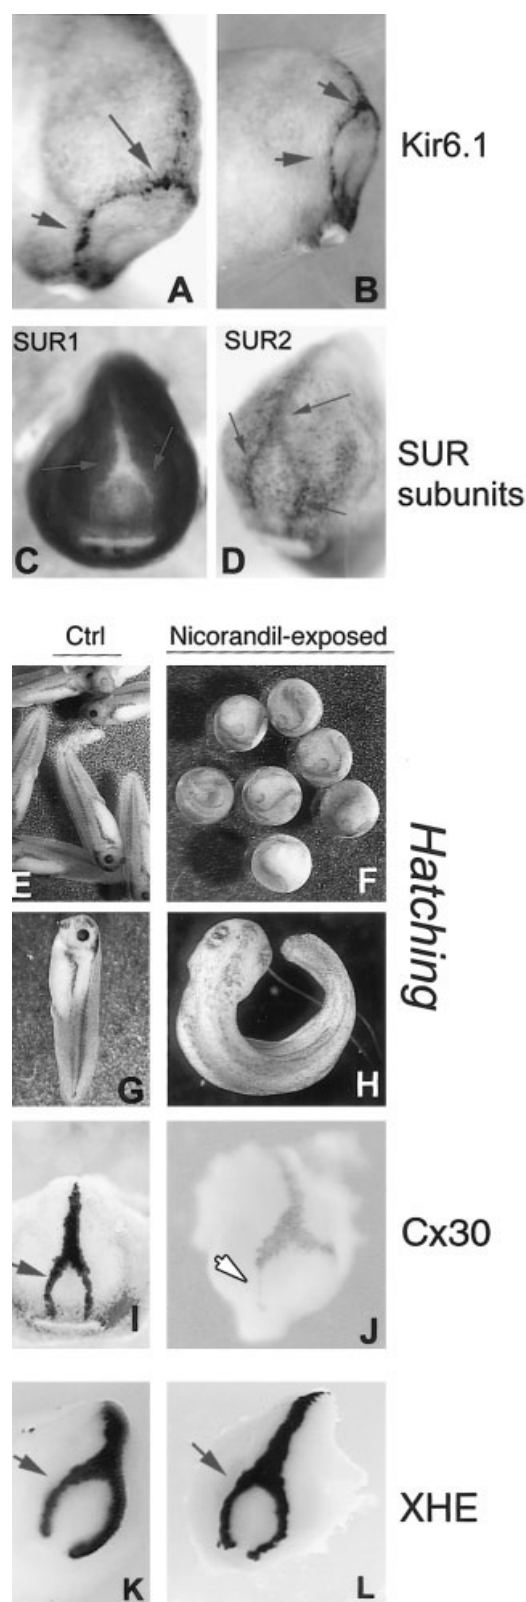 Kir6.1
A
B
SUR1
SUR2
SUR
subunits
C
D
Ctrl
Nicorandil-exposed
E
F
Hatching
G
H
Cx30
I
J
XHE
K
L